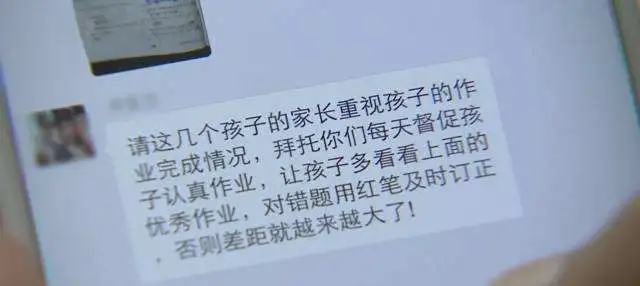 请这几个孩子的家长重视孩子的作
业完成情况，拜托你们每天督促孩
子认真作业，让孩子多看看上面的
优秀作业，对错题用红笔及时订正
，否则差距就越来越大了!